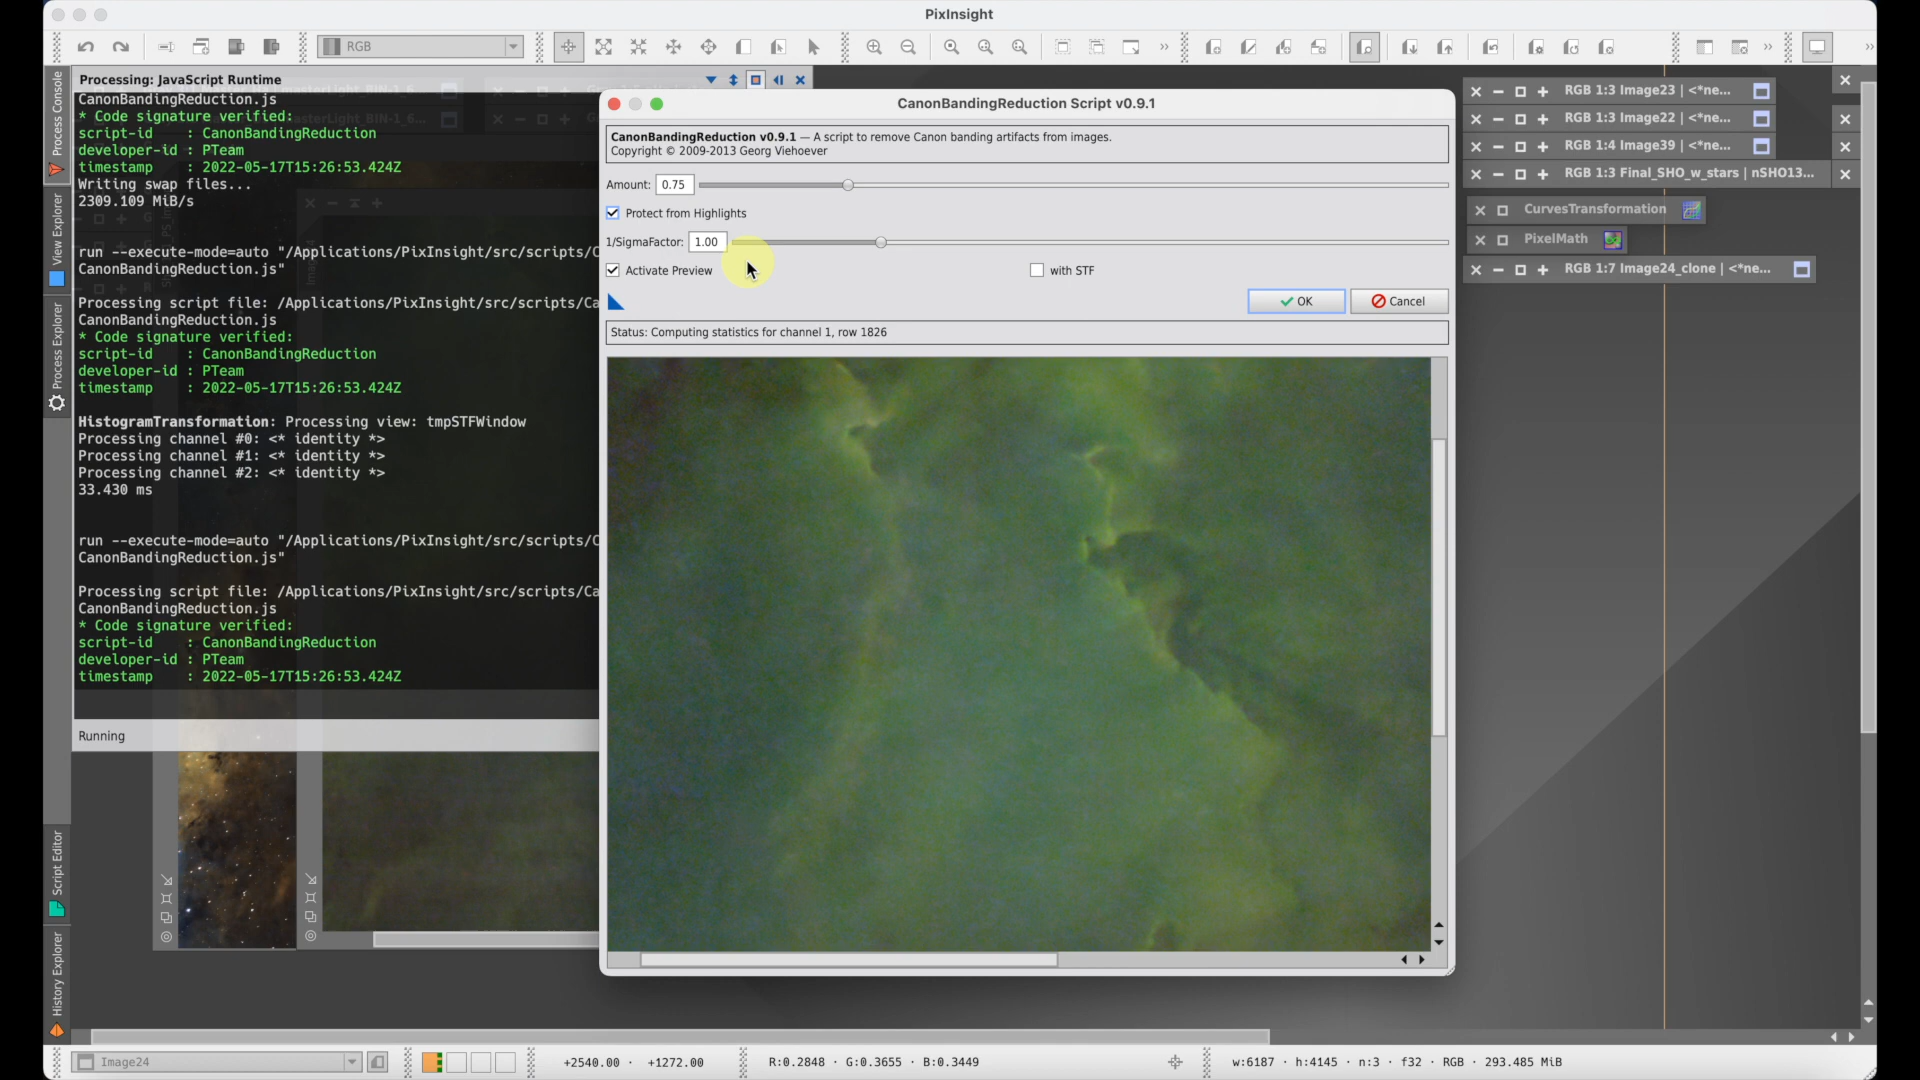 PixInsight
RGB
Processing: JavaScript Runtime
CanonBandingReduction.js
* Code signature verified:
script-id    : CanonBandingReduction
developer-id : PTeam
timestamp    : 2022-05-17T15:26:53.424Z
Writing swap files...
2309.109 MiB/s
run --execute-mode=auto "/Applications/PixInsight/src/scripts/C
CanonBandingReduction.js"
Processing script file: /Applications/PixInsight/src/scripts/Ca
CanonBandingReduction.js
* Code signature verified:
script-id    : CanonBandingReduction
developer-id : PTeam
timestamp    : 2022-05-17T15:26:53.424Z
HistogramTransformation: Processing view: tmpSTFWindow
Processing channel #0: <* identity *>
Processing channel #1: <* identity *>
Processing channel #2: <* identity *>
33.430 ms
run --execute-mode=auto "/Applications/PixInsight/src/scripts/C
CanonBandingReduction.js"
Processing script file: /Applications/PixInsight/src/scripts/Ca
CanonBandingReduction.js
* Code signature verified:
script-id    : CanonBandingReduction
developer-id : PTeam
timestamp    : 2022-05-17T15:26:53.424Z
Running
Process Console
View Explorer
Process Explorer
Script Editor
History Explorer
CanonBandingReduction Script v0.9.1
CanonBandingReduction v0.9.1 — A script to remove Canon banding artifacts from images.
Copyright © 2009-2013 Georg Viehoever
Amount: 0.75
Protect from Highlights
1/SigmaFactor: 1.00
Activate Preview
with STF
OK
Cancel
Status: Computing statistics for channel 1, row 1826
RGB 1:3 Image23 | <*ne...
RGB 1:3 Image22 | <*ne...
RGB 1:4 Image39 | <*ne...
RGB 1:3 Final_SHO_w_stars | nSHO13...
CurvesTransformation
PixelMath
RGB 1:7 Image24_clone | <*ne...
Image24
+2540.00 · +1272.00
R:0.2848 · G:0.3655 · B:0.3449
w:6187 · h:4145 · n:3 · f32 · RGB · 293.485 MiB